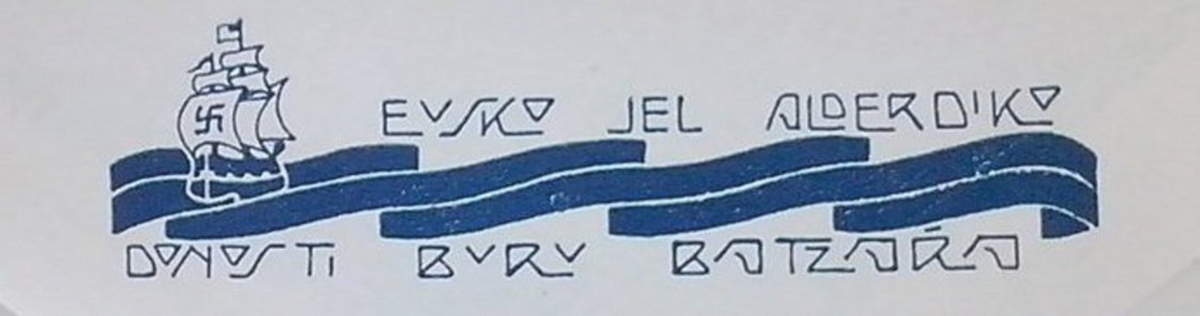 EVSKO JEL ALDERDIKO
DONOSTI BVRV BATZAŔA